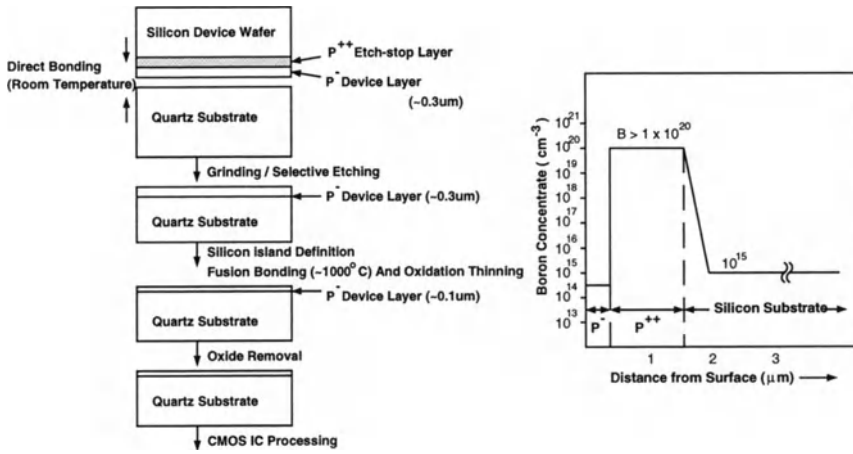 Silicon Device Wafer
P++ Etch-stop Layer
Direct Bonding
(Room Temperature)
P- Device Layer
(~0.3um)
Quartz Substrate
Grinding / Selective Etching
P- Device Layer (~0.3um)
Quartz Substrate
Silicon island Definition
Fusion Bonding (~1000°C) And Oxidation Thinning
P- Device Layer (~0.1um)
Quartz Substrate
Oxide Removal
Quartz Substrate
CMOS IC Processing
Boron Concentrate ( cm-3 )
10^21
10^20
10^19
10^18
10^17
10^16
10^15
10^14
10^13
B > 1 x 10^20
10^15
P-
P++
Silicon Substrate
1
2
3
Distance from Surface (μm)